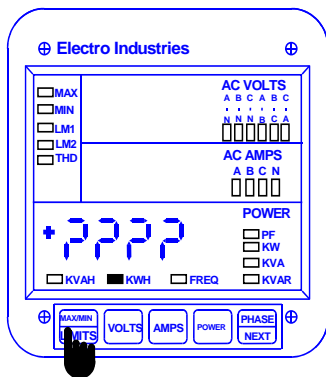 Electro Industries
MAX
MIN
LM1
LM2
THD
AC VOLTS
A B C A B C
- - - - - -
N N N B C A
AC AMPS
A B C N
POWER
PF
KW
KVA
KVAR
+????
KVAH KWH FREQ
MAX/MIN
LIMITS
VOLTS
AMPS
POWER
PHASE
NEXT